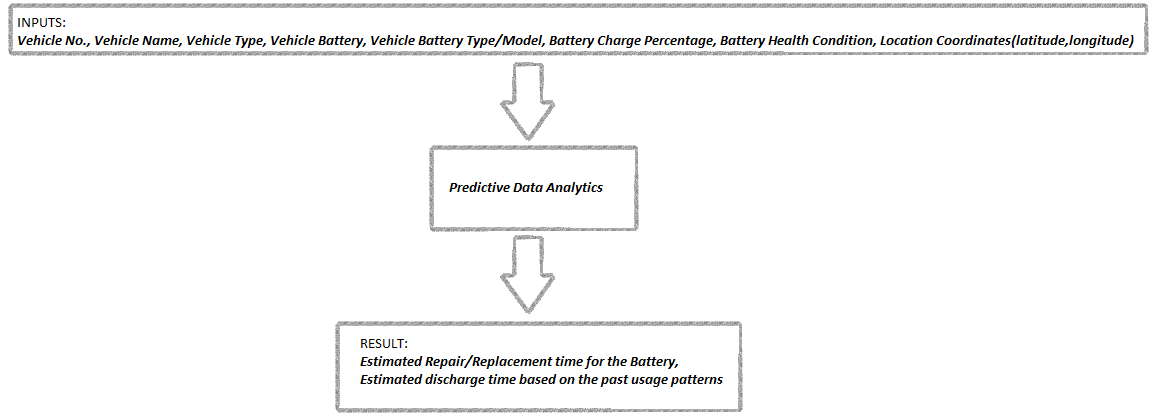 INPUTS:
Vehicle No., Vehicle Name, Vehicle Type, Vehicle Battery, Vehicle Battery Type/Model, Battery Charge Percentage, Battery Health Condition, Location Coordinates(latitude,longitude)
Predictive Data Analytics
RESULT:
Estimated Repair/Replacement time for the Battery,
Estimated discharge time based on the past usage patterns